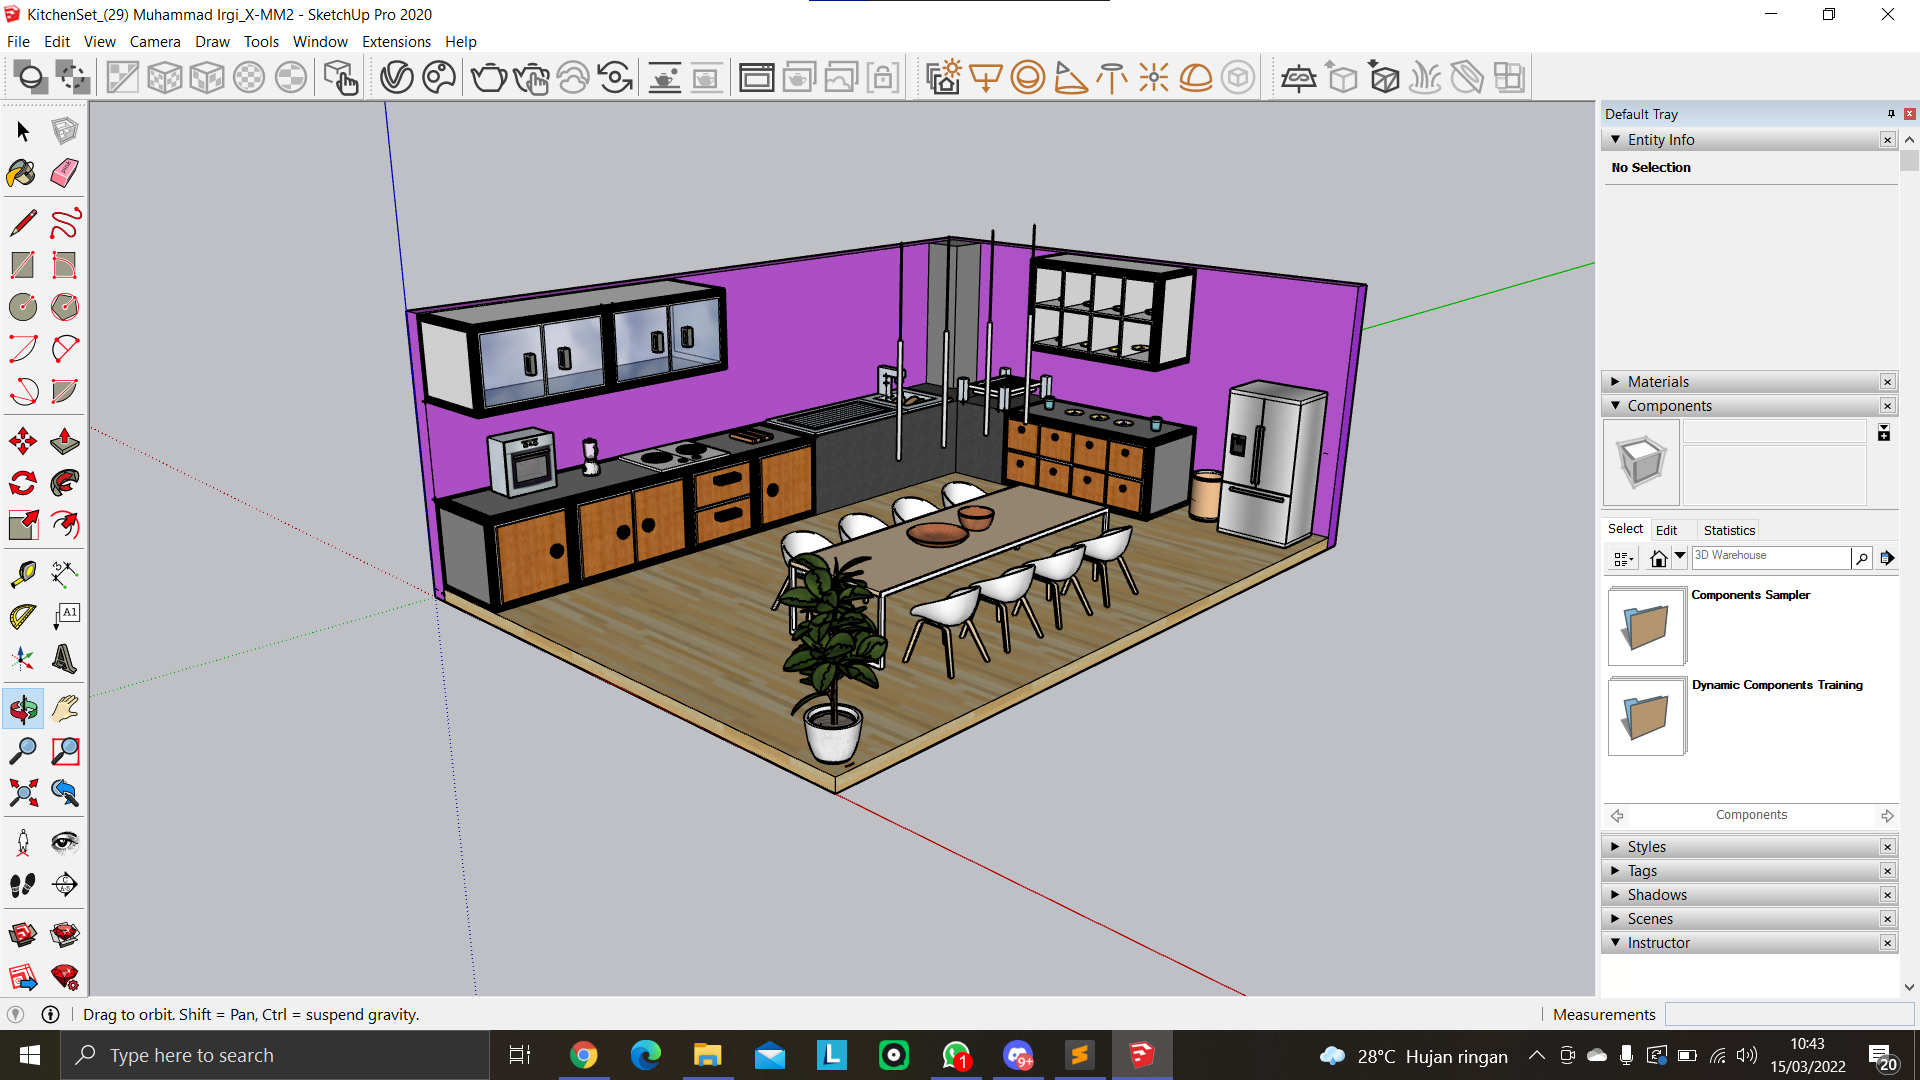 KitchenSet_(29) Muhammad Irgi_X-MM2 - SketchUp Pro 2020
File Edit View Camera Draw Tools Window Extensions Help
Default Tray
Entity Info
No Selection
Materials
Components
Select Edit Statistics
3D Warehouse
Components Sampler
Dynamic Components Training
Components
Styles
Tags
Shadows
Scenes
Instructor
A1
Drag to orbit. Shift = Pan, Ctrl = suspend gravity.
Measurements
Type here to search
L
1
9+
28°C Hujan ringan
10:43
15/03/2022
20